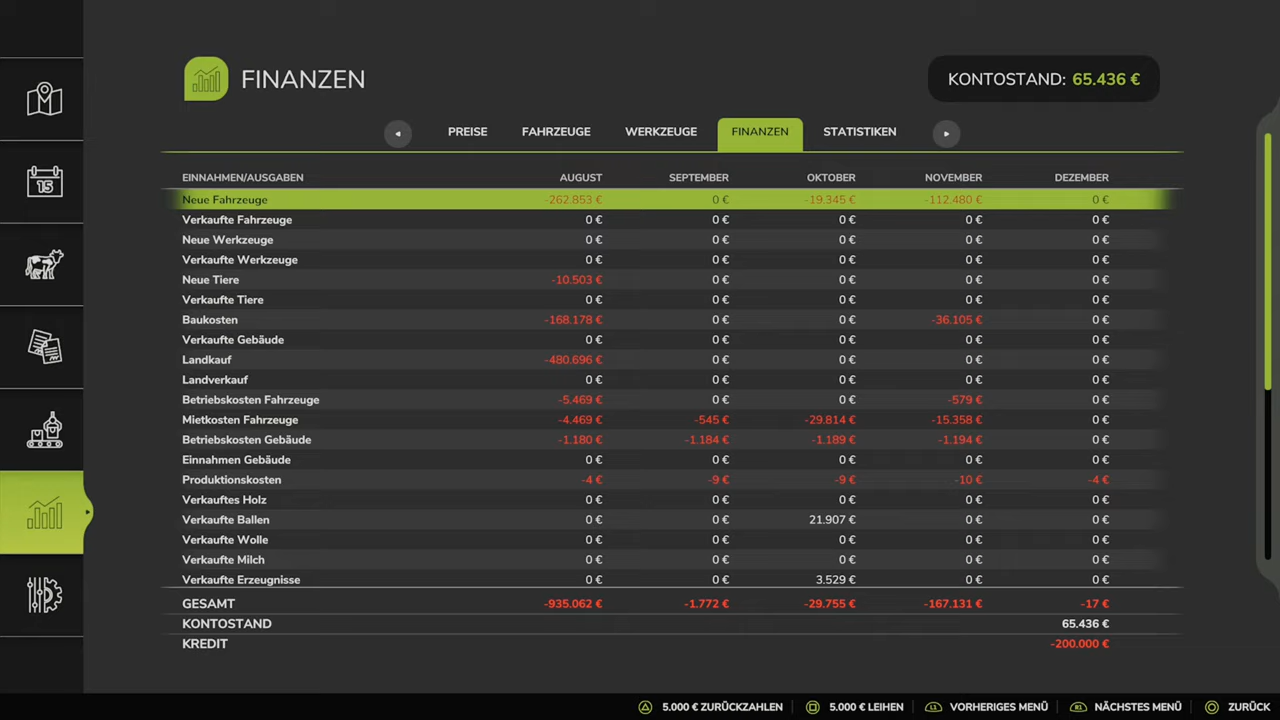 FINANZEN
KONTOSTAND: 65.436 €
PREISE FAHRZEUGE WERKZEUGE FINANZEN STATISTIKEN
15
EINNAHMEN/AUSGABEN AUGUST SEPTEMBER OKTOBER NOVEMBER DEZEMBER
Neue Fahrzeuge -262.853 € 0 € -19.345 € -112.480 € 0 €
Verkaufte Fahrzeuge 0 € 0 € 0 € 0 € 0 €
Neue Werkzeuge 0 € 0 € 0 € 0 € 0 €
Verkaufte Werkzeuge 0 € 0 € 0 € 0 € 0 €
Neue Tiere -10.503 € 0 € 0 € 0 € 0 €
Verkaufte Tiere 0 € 0 € 0 € 0 € 0 €
Baukosten -168.178 € 0 € 0 € -36.105 € 0 €
Verkaufte Gebäude 0 € 0 € 0 € 0 € 0 €
Landkauf -480.696 € 0 € 0 € 0 € 0 €
Landverkauf 0 € 0 € 0 € 0 € 0 €
Betriebskosten Fahrzeuge -5.469 € 0 € 0 € -579 € 0 €
Mietkosten Fahrzeuge -4.469 € -545 € -29.814 € -15.358 € 0 €
Betriebskosten Gebäude -1.180 € -1.184 € -1.189 € -1.194 € 0 €
Einnahmen Gebäude 0 € 0 € 0 € 0 € 0 €
Produktionskosten -4 € -9 € -9 € -10 € -4 €
Verkauftes Holz 0 € 0 € 0 € 0 € 0 €
Verkaufte Ballen 0 € 0 € 21.907 € 0 € 0 €
Verkaufte Wolle 0 € 0 € 0 € 0 € 0 €
Verkaufte Milch 0 € 0 € 0 € 0 € 0 €
Verkaufte Erzeugnisse 0 € 0 € 3.529 € 0 € 0 €
GESAMT -935.062 € -1.772 € -29.755 € -167.131 € -17 €
KONTOSTAND 65.436 €
KREDIT -200.000 €
5.000 € ZURÜCKZAHLEN 5.000 € LEIHEN L1 VORHERIGES MENÜ R1 NÄCHSTES MENÜ ZURÜCK